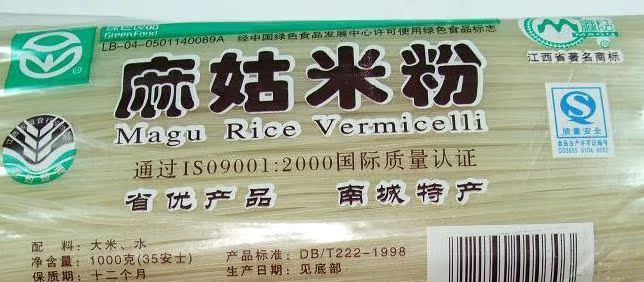 绿色食品
GreenFood
LB-04-0501140089A 经中国绿色食品发展中心许可使用绿色食品标志
MAGU
江西省著名商标
麻姑米粉
Magu Rice Vermicelli
质量安全
通过ISO9001:2000国际质量认证
省优产品 南城特产
配 料: 大米、水
净含量: 1000克(35安士) 产品标准: DB/T222-1998
保质期: 十二个月 生产日期: 见底部